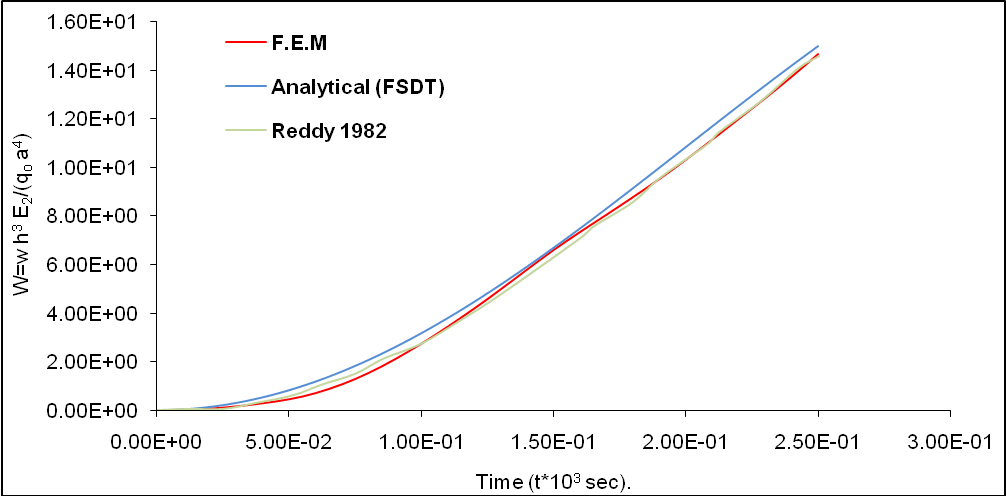 1.60E+01
1.40E+01
1.20E+01
1.00E+01
8.00E+00
6.00E+00
4.00E+00
2.00E+00
0.00E+00
W=w h³ E₂/(q₀ a⁴)
F.E.M
Analytical (FSDT)
Reddy 1982
0.00E+00 5.00E-02 1.00E-01 1.50E-01 2.00E-01 2.50E-01 3.00E-01
Time (t*10³ sec).